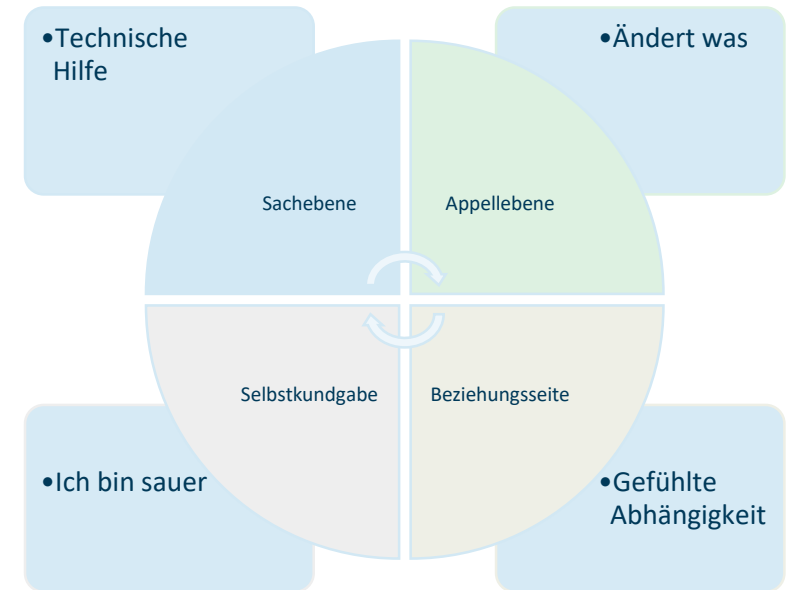 •Technische
Hilfe
•Ändert was
Sachebene
Appellebene
Selbstkundgabe
Beziehungsseite
•Ich bin sauer
•Gefühlte
Abhängigkeit